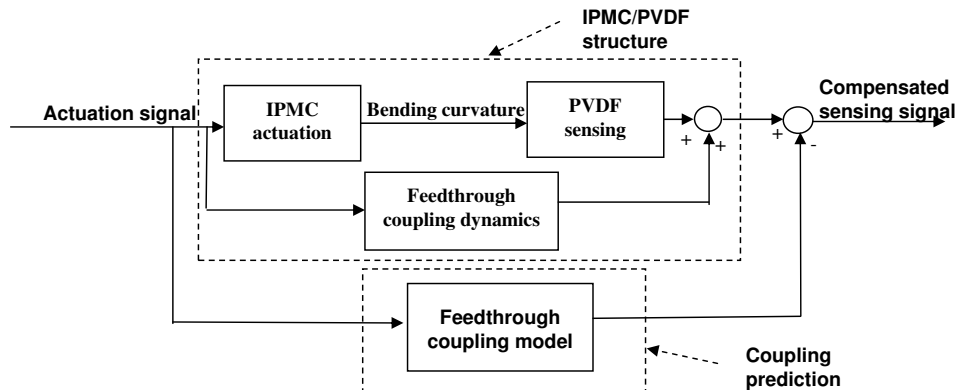 IPMC/PVDF
structure
Compensated
sensing signal
Actuation signal
IPMC
actuation
Bending curvature
PVDF
sensing
+
+
+
-
Feedthrough
coupling dynamics
Feedthrough
coupling model
Coupling
prediction